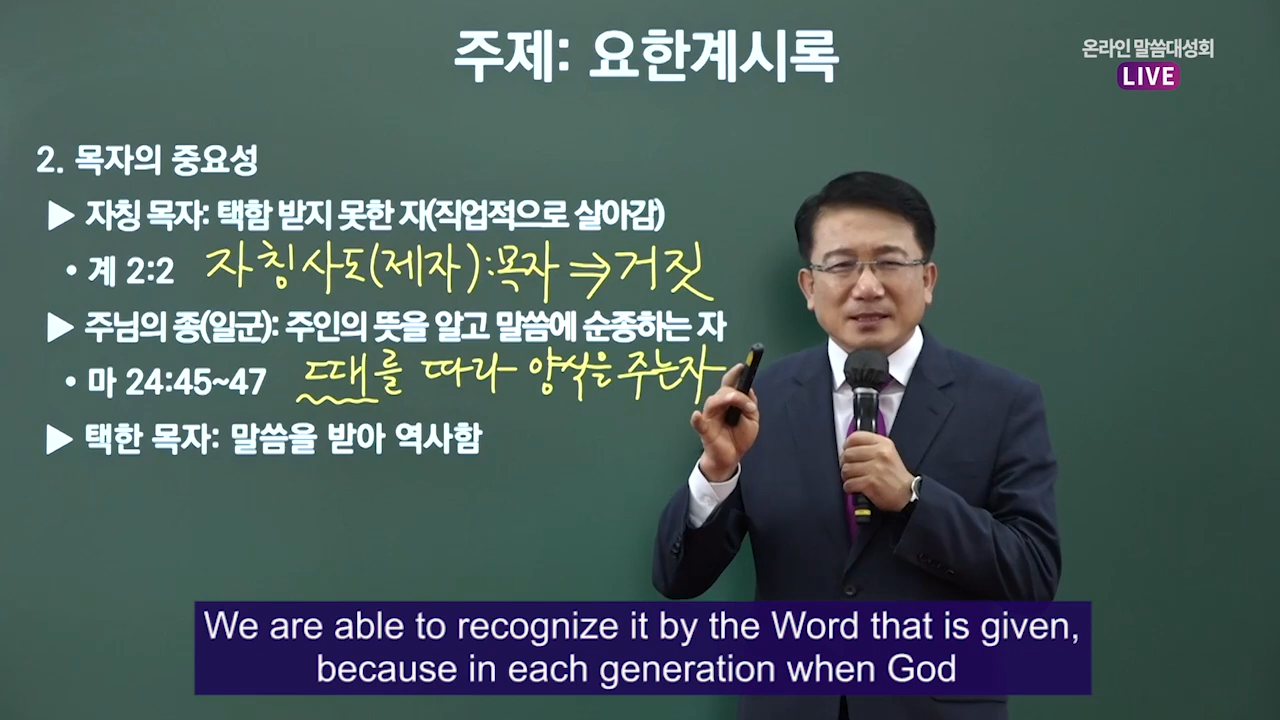 주제: 요한계시록
온라인 말씀대성회
LIVE
2. 목자의 중요성
▶ 자칭 목자: 택함 받지 못한 자(직업적으로 살아감)
• 계 2:2 자칭사도(제자):목자 ⇒ 거짓
▶ 주님의 종(일군): 주인의 뜻을 알고 말씀에 순종하는 자
• 마 24:45~47 때를 따라 양식을 주는자
▶ 택한 목자: 말씀을 받아 역사함
We are able to recognize it by the Word that is given,
because in each generation when God